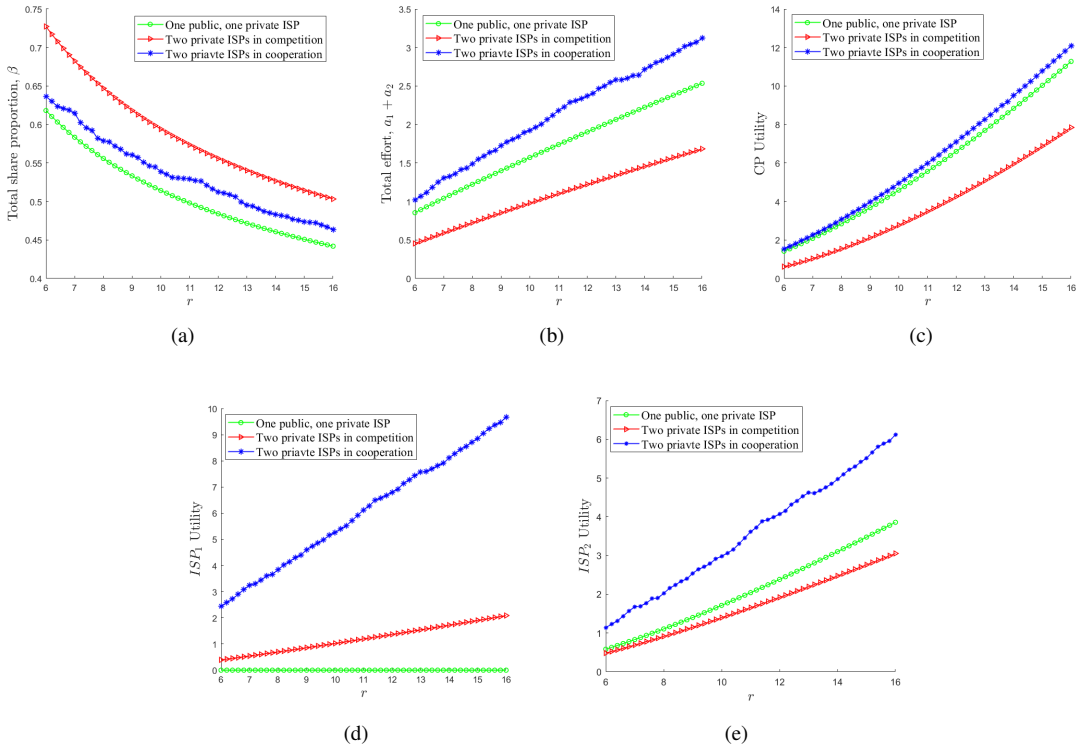 One public, one private ISP
Two private ISPs in competition
Two priavte ISPs in cooperation
Total share proportion, β
0.75
0.7
0.65
0.6
0.55
0.5
0.45
0.4
6 7 8 9 10 11 12 13 14 15 16
r
(a)
One public, one private ISP
Two private ISPs in competition
Two priavte ISPs in cooperation
Total effort, a₁ + a₂
3.5
3
2.5
2
1.5
1
0.5
0
6 7 8 9 10 11 12 13 14 15 16
r
(b)
One public, one private ISP
Two private ISPs in competition
Two priavte ISPs in cooperation
CP Utility
14
12
10
8
6
4
2
0
6 7 8 9 10 11 12 13 14 15 16
r
(c)
One public, one private ISP
Two private ISPs in competition
Two priavte ISPs in cooperation
ISP₁ Utility
10
9
8
7
6
5
4
3
2
1
0
6 7 8 9 10 11 12 13 14 15 16
r
(d)
One public, one private ISP
Two private ISPs in competition
Two priavte ISPs in cooperation
ISP₂ Utility
7
6
5
4
3
2
1
0
6 8 10 12 14 16
r
(e)